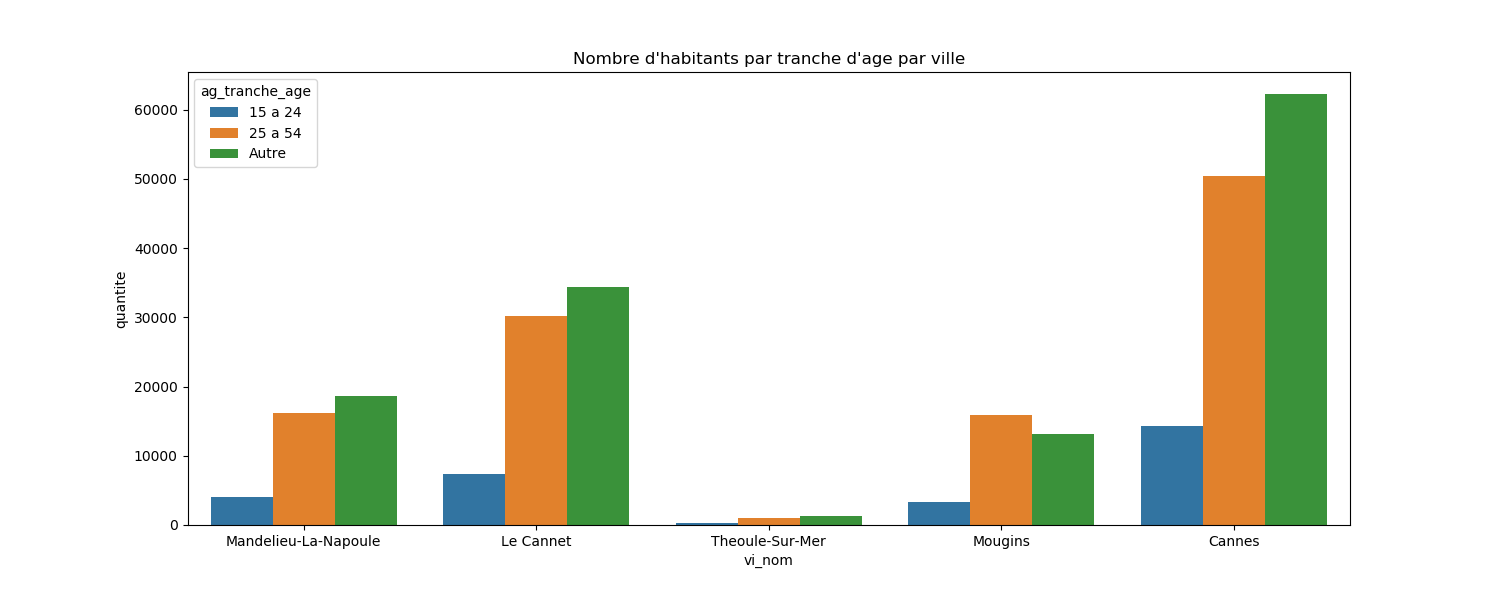 Nombre d'habitants par tranche d'age par ville
ag_tranche_age
15 a 24
25 a 54
Autre
60000
50000
40000
30000
20000
10000
0
quantite
Mandelieu-La-Napoule
Le Cannet
Theoule-Sur-Mer
Mougins
Cannes
vi_nom